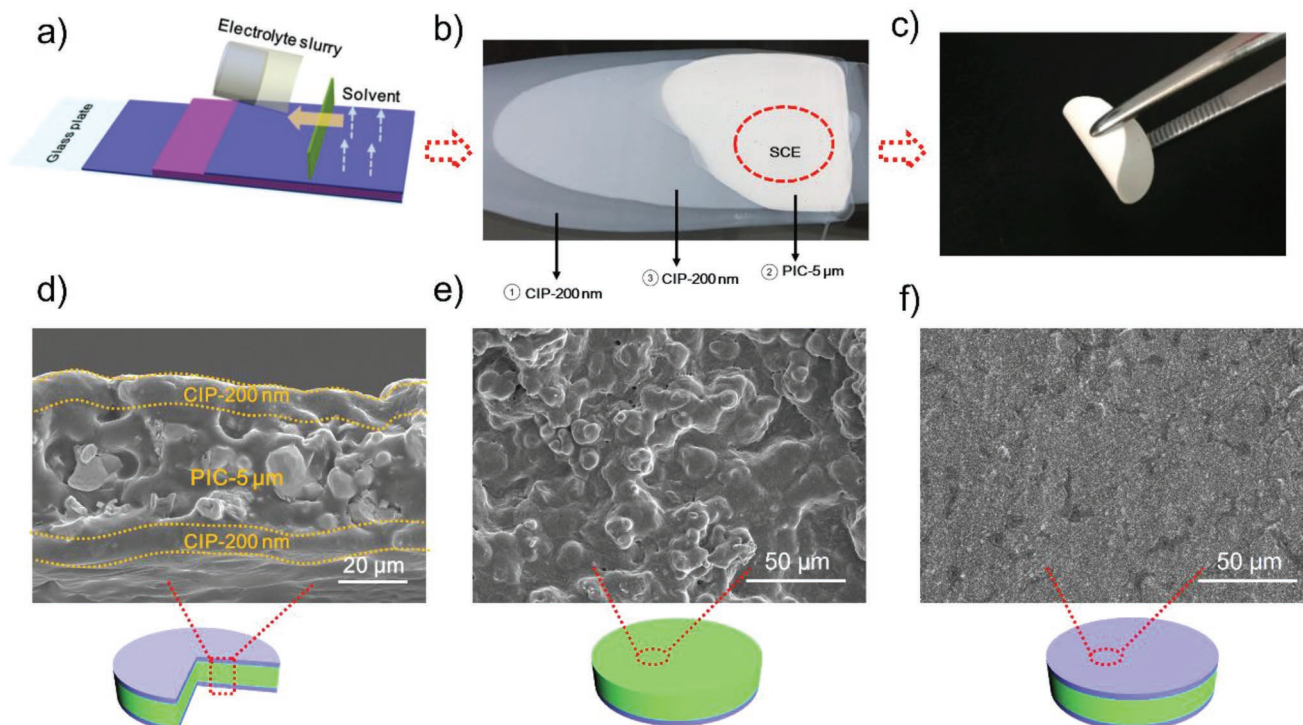 a)
Electrolyte slurry
Solvent
Glass plate
b)
SCE
① CIP-200 nm
③ CIP-200 nm
② PIC-5 μm
c)
d)
CIP-200 nm
PIC-5 μm
CIP-200 nm
20 μm
e)
50 μm
f)
50 μm